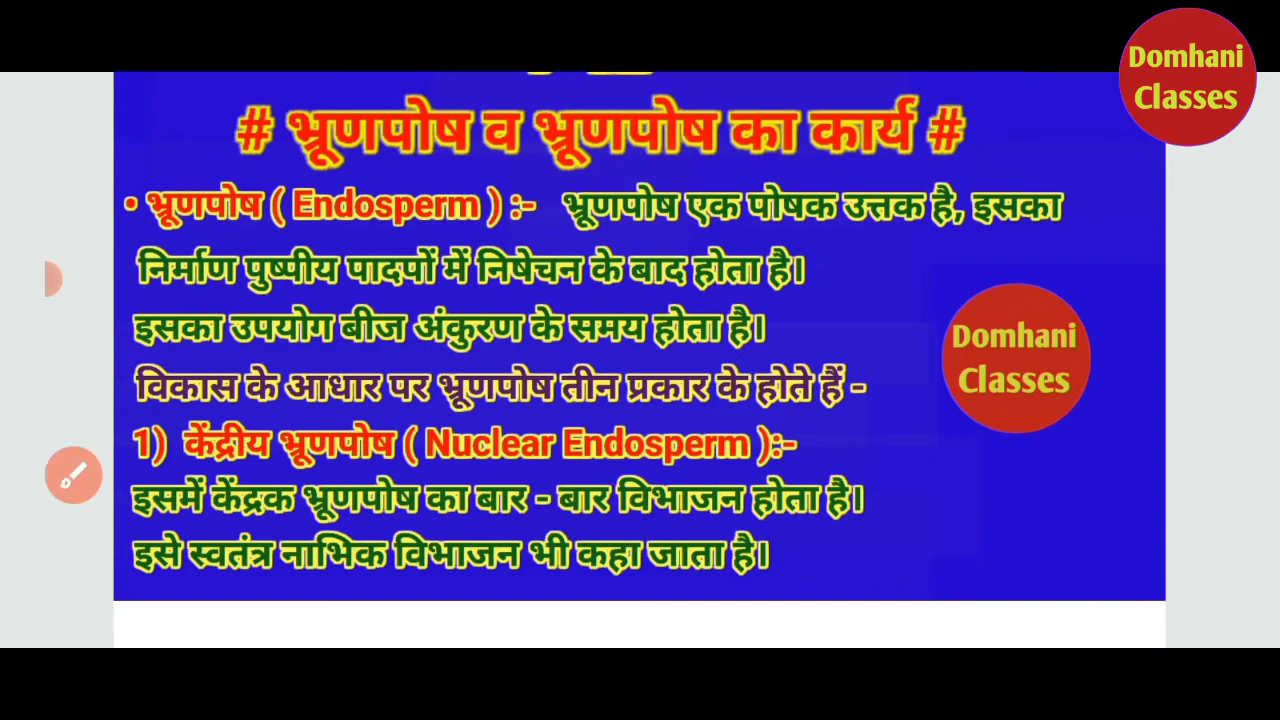 Domhani
Classes
# भ्रूणपोष व भ्रूणपोष का कार्य #
• भ्रूणपोष ( Endosperm ) :- भ्रूणपोष एक पोषक उत्तक है, इसका
निर्माण पुष्पीय पादपों में निषेचन के बाद होता है।
इसका उपयोग बीज अंकुरण के समय होता है।
Domhani
Classes
विकास के आधार पर भ्रूणपोष तीन प्रकार के होते हैं -
1) केंद्रीय भ्रूणपोष ( Nuclear Endosperm ):-
इसमें केंद्रक भ्रूणपोष का बार - बार विभाजन होता है।
इसे स्वतंत्र नाभिक विभाजन भी कहा जाता है।